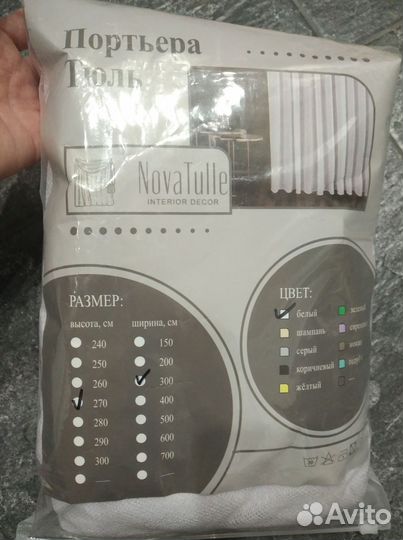 Портьера
Тюль
NovaTulle
INTERIOR DECOR
РАЗМЕР:
высота, см
240
250
260
270
280
290
300
ширина, см
150
200
300
400
500
600
700
ЦВЕТ:
белый
шампань
серый
коричневый
жёлтый
зеленый
Avito